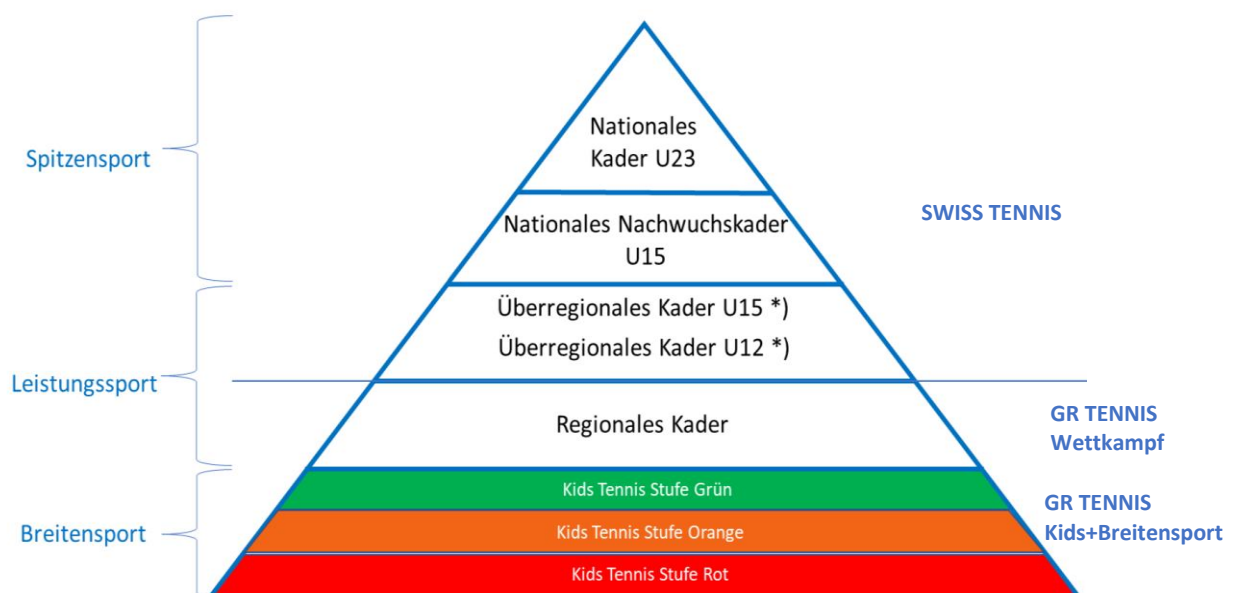 Nationales
Kader U23
Spitzensport
SWISS TENNIS
Nationales Nachwuchskader
U15
Überregionales Kader U15 *)
Überregionales Kader U12 *)
Leistungssport
GR TENNIS
Wettkampf
Regionales Kader
Kids Tennis Stufe Grün
GR TENNIS
Kids+Breitensport
Breitensport
Kids Tennis Stufe Orange
Kids Tennis Stufe Rot